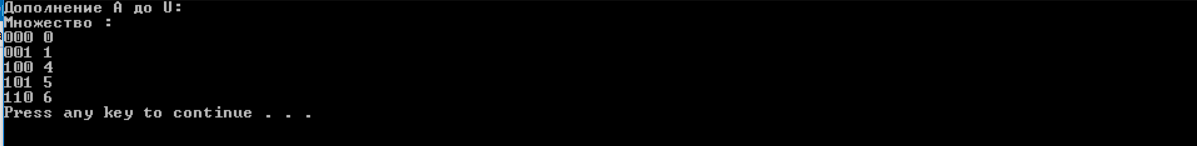 Дополнение A до U:
Множество :
000 0
001 1
100 4
101 5
110 6
Press any key to continue . . .